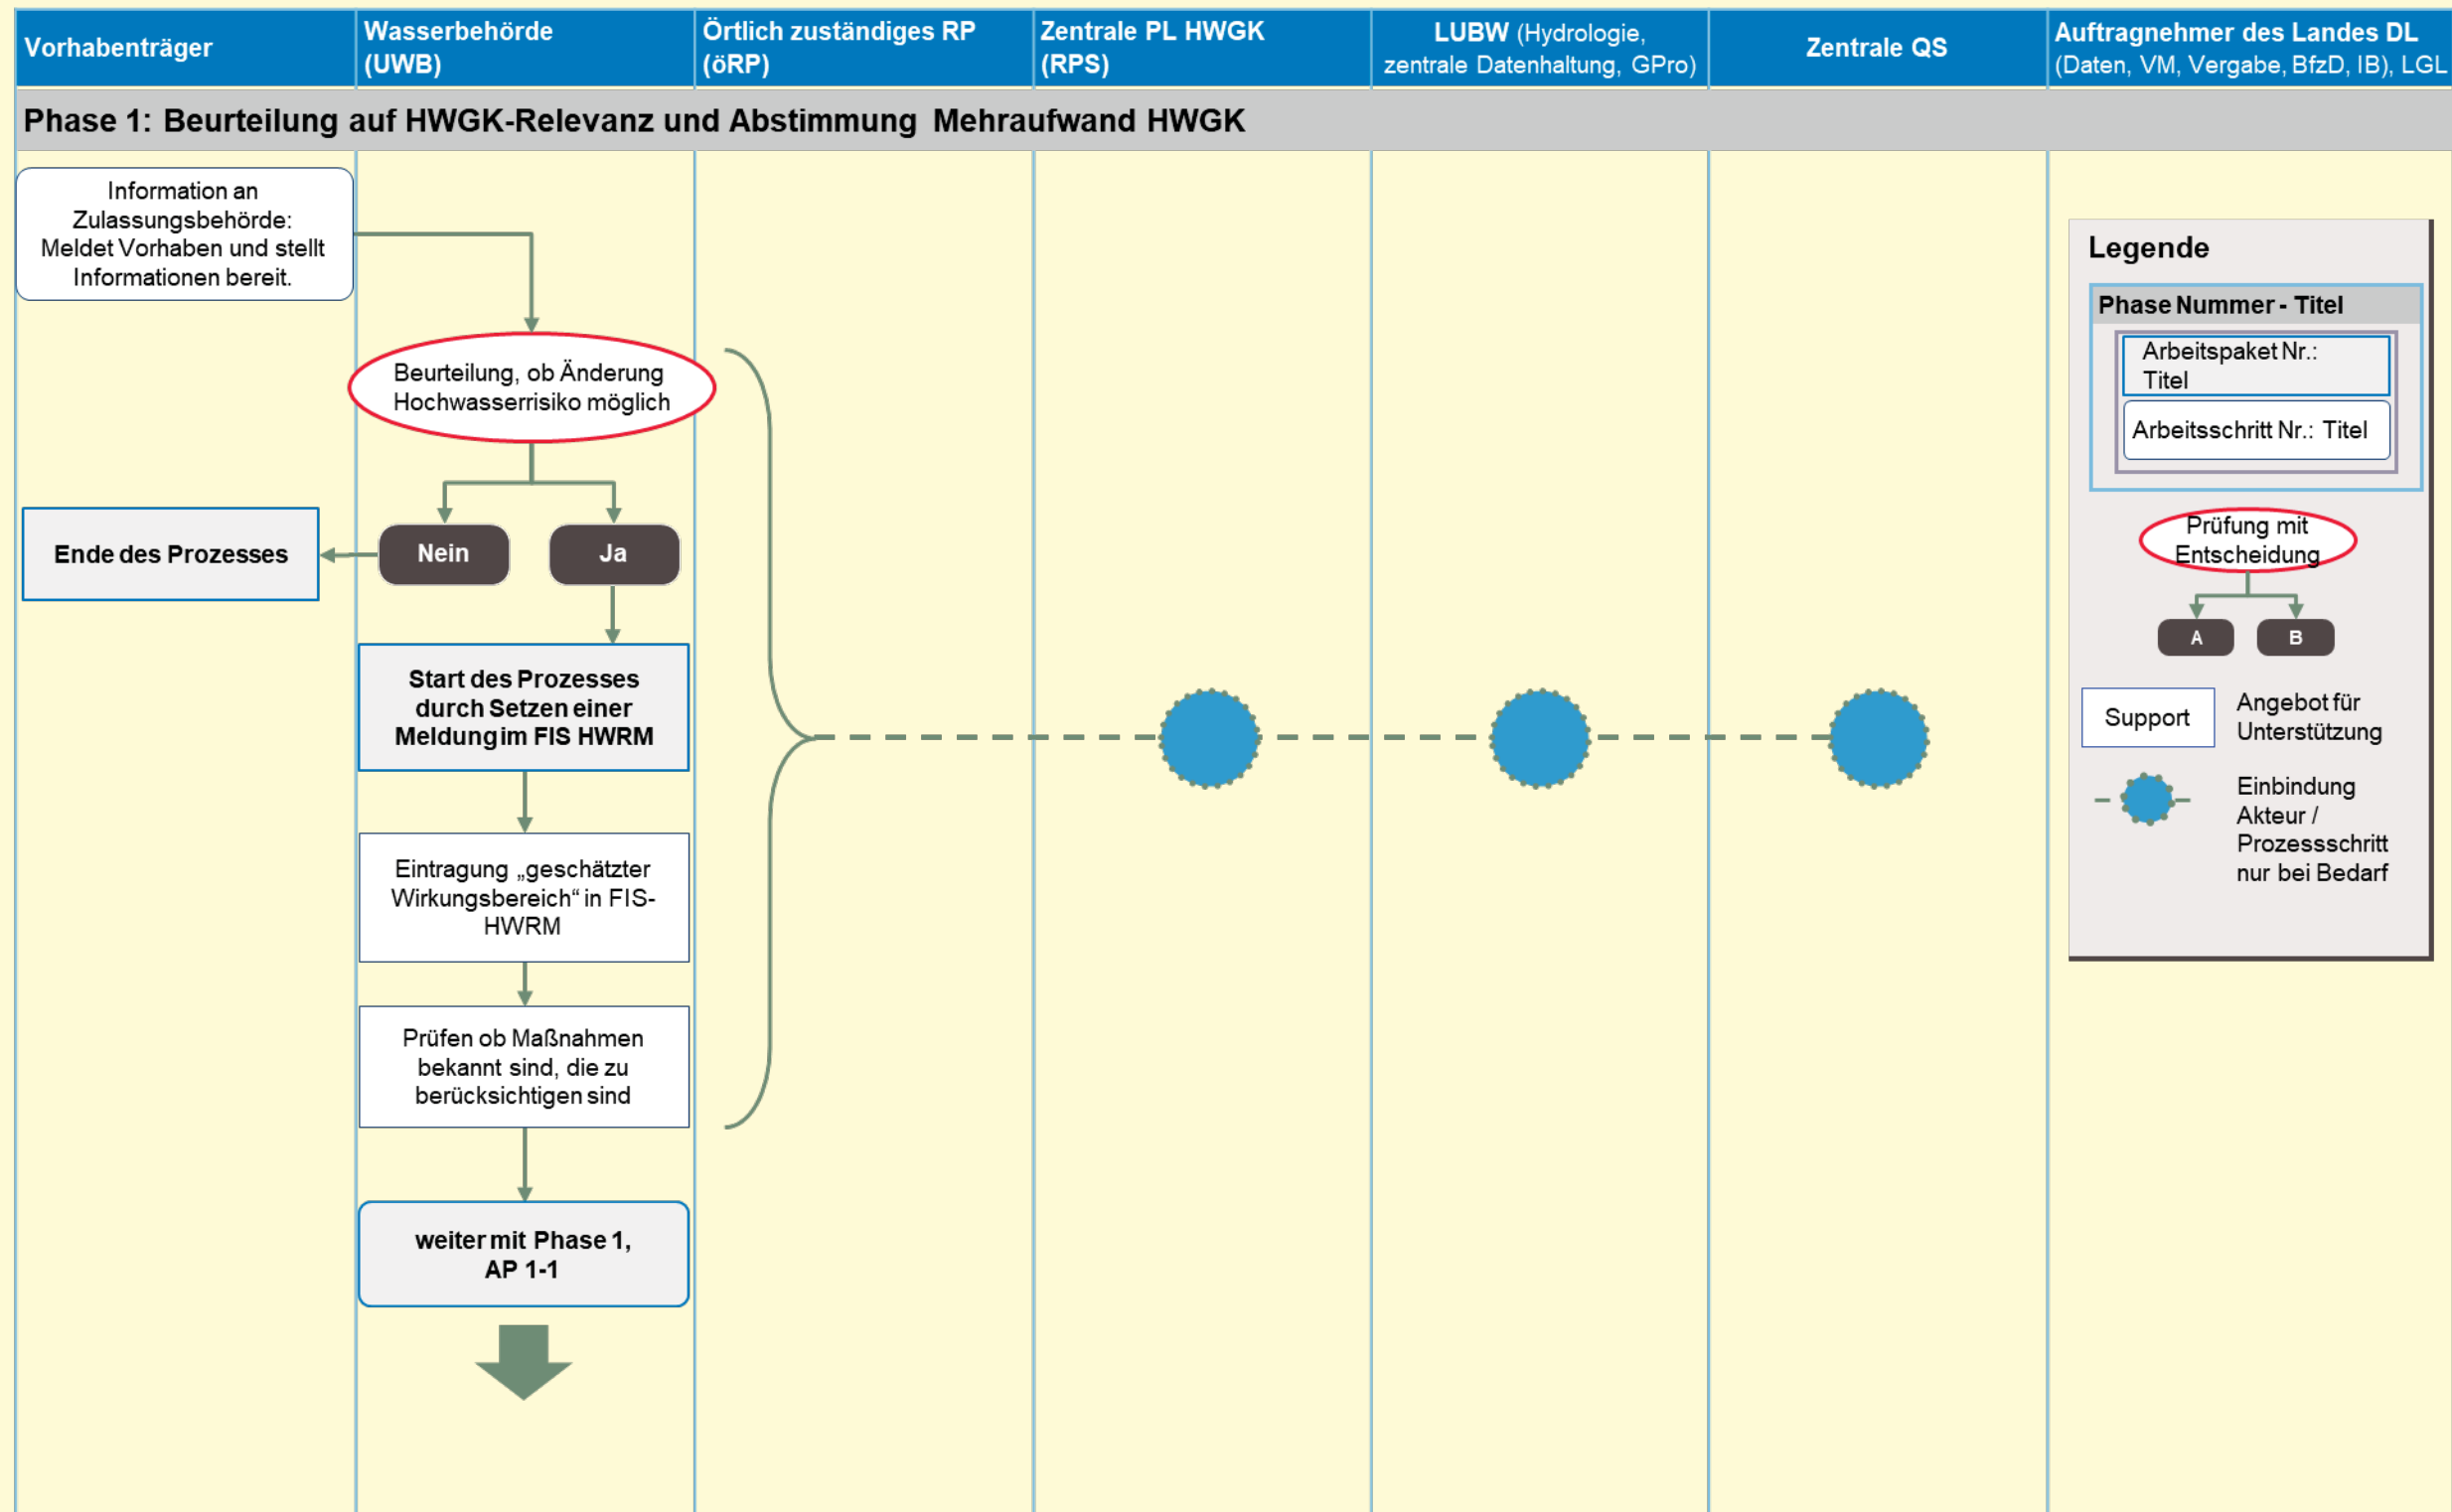 Vorhabenträger
Wasserbehörde
(UWB)
Örtlich zuständiges RP
(öRP)
Zentrale PL HWGK
(RPS)
LUBW (Hydrologie,
zentrale Datenhaltung, GPro)
Zentrale QS
Auftragnehmer des Landes DL
(Daten, VM, Vergabe, BfzD, IB), LGL
Phase 1: Beurteilung auf HWGK-Relevanz und Abstimmung Mehraufwand HWGK
Information an
Zulassungsbehörde:
Meldet Vorhaben und stellt
Informationen bereit.
Beurteilung, ob Änderung
Hochwasserrisiko möglich
Ende des Prozesses
Nein
Ja
Start des Prozesses
durch Setzen einer
Meldung im FIS HWRM
Eintragung „geschätzter
Wirkungsbereich“ in FIS-
HWRM
Prüfen ob Maßnahmen
bekannt sind, die zu
berücksichtigen sind
weiter mit Phase 1,
AP 1-1
Legende
Phase Nummer - Titel
Arbeitspaket Nr.:
Titel
Arbeitsschritt Nr.: Titel
Prüfung mit
Entscheidung
A
B
Support
Angebot für
Unterstützung
Einbindung
Akteur /
Prozessschritt
nur bei Bedarf